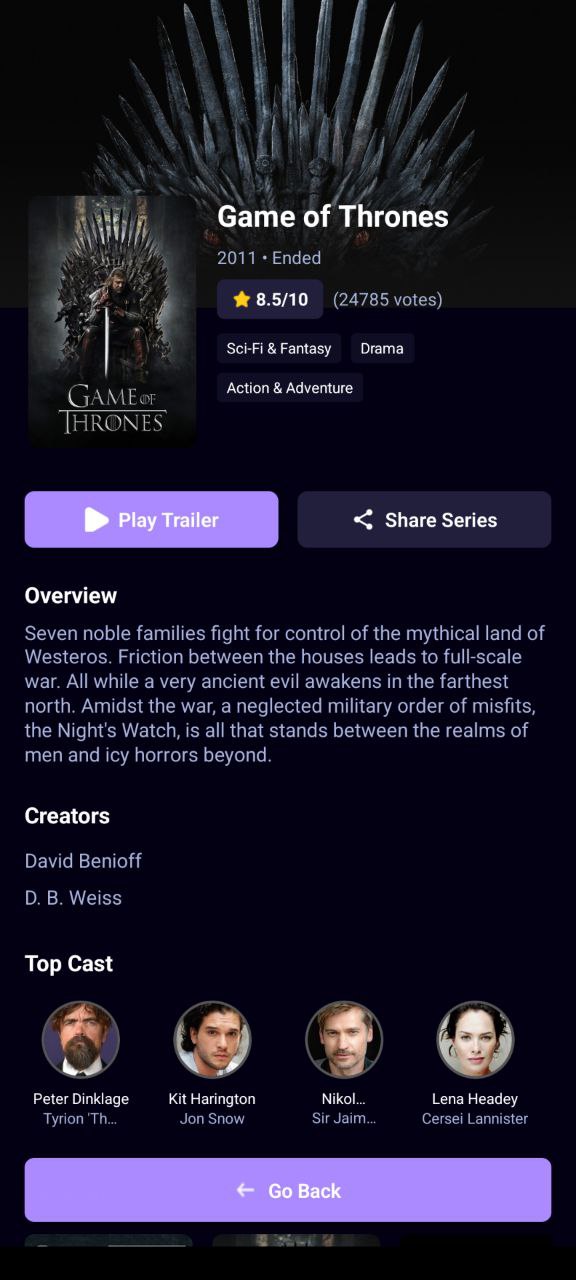 Game of Thrones
2011 • Ended
8.5/10 (24785 votes)
Sci-Fi & Fantasy Drama
Action & Adventure
GAME OF
THRONES
Play Trailer Share Series
Overview
Seven noble families fight for control of the mythical land of
Westeros. Friction between the houses leads to full-scale
war. All while a very ancient evil awakens in the farthest
north. Amidst the war, a neglected military order of misfits,
the Night's Watch, is all that stands between the realms of
men and icy horrors beyond.
Creators
David Benioff
D. B. Weiss
Top Cast
Peter Dinklage Kit Harington Nikol... Lena Headey
Tyrion 'Th... Jon Snow Sir Jaim... Cersei Lannister
Go Back